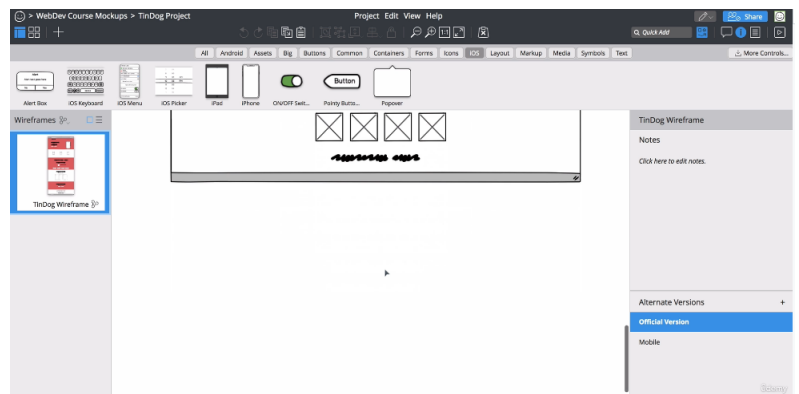 > WebDev Course Mockups > TinDog Project
Project Edit View Help
Share
Quick Add
All Android Assets Big Buttons Common Containers Forms Icons iOS Layout Markup Media Symbols Text
More Controls...
Alert Box iOS Keyboard iOS Menu iOS Picker iPad iPhone ON/OFF Swit... Pointy Butto... Popover
Button
Wireframes
TinDog Wireframe
TinDog Wireframe
Notes
Click here to edit notes.
Alternate Versions +
Official Version
Mobile
Udemy